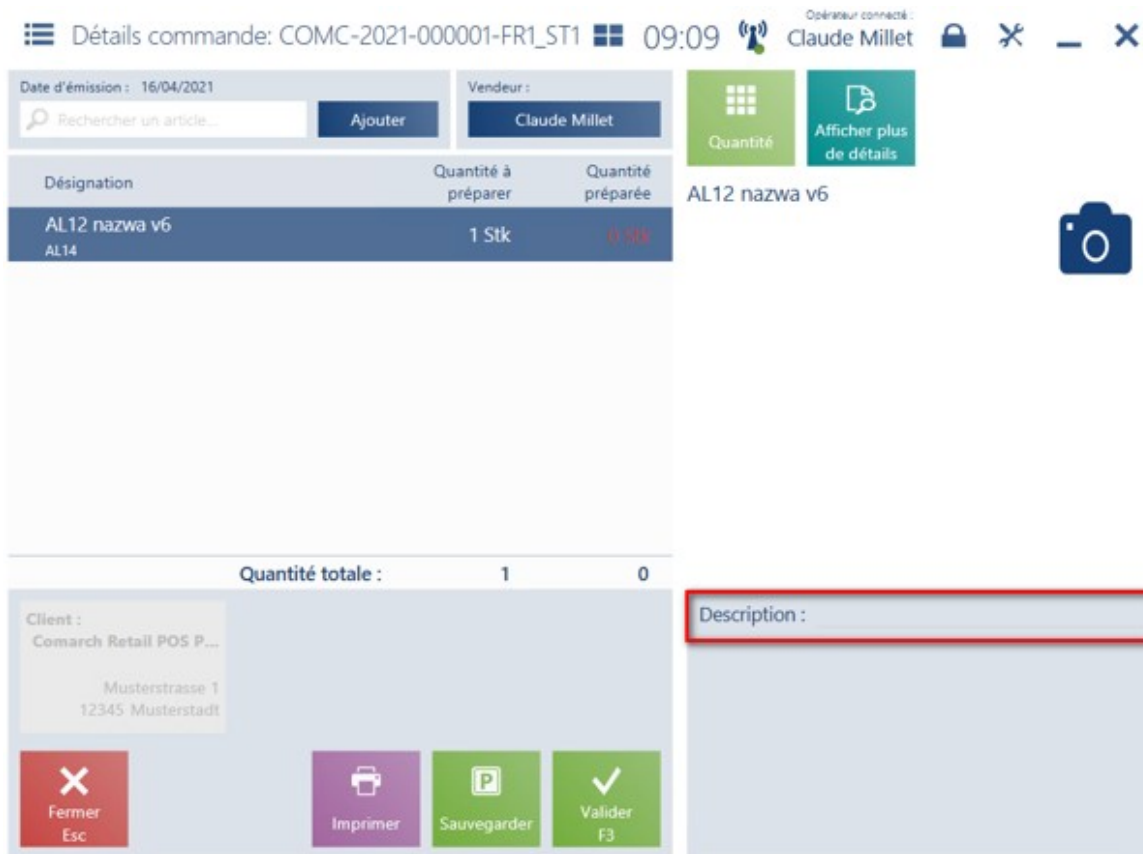 Détails commande: COMC-2021-000001-FR1_ST1
09:09
Opérateur connecté :
Claude Millet
Date d'émission : 16/04/2021
Rechercher un article...
Ajouter
Vendeur :
Claude Millet
Quantité
Afficher plus
de détails
Désignation
Quantité à
préparer
Quantité
préparée
AL12 nazwa v6
AL14
1 Stk
0 Stk
AL12 nazwa v6
Quantité totale : 1 0
Client :
Comarch Retail POS P...
Musterstrasse 1
12345 Musterstadt
Description :
Fermer
Esc
Imprimer
P
Sauvegarder
Valider
F3